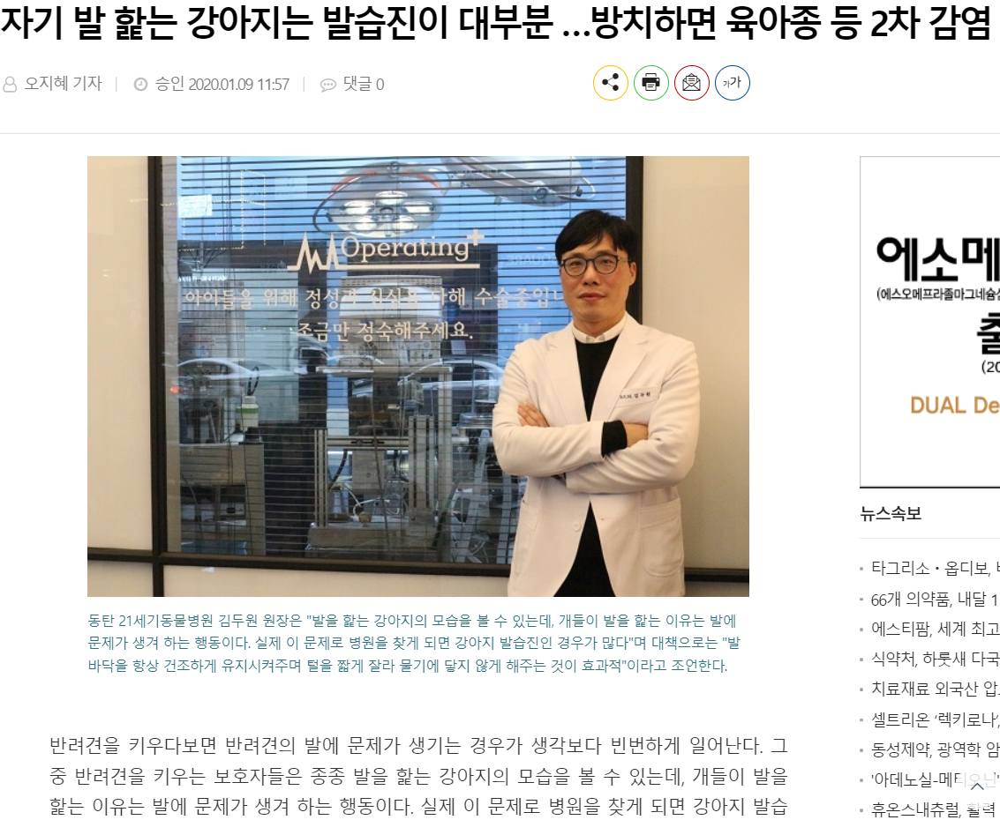 자기 발 핥는 강아지는 발습진이 대부분 …방치하면 육아종 등 2차 감염
오지혜 기자
승인 2020.01.09 11:57
댓글 0
가가
Operating+
아이들을 위해 정성과 진심을 다해 수술중입니
조금만 정숙해주세요.
동탄 21세기동물병원 김두원 원장은 "발을 핥는 강아지의 모습을 볼 수 있는데, 개들이 발을 핥는 이유는 발에
문제가 생겨 하는 행동이다. 실제 이 문제로 병원을 찾게 되면 강아지 발습진인 경우가 많다"며 대책으로는 "발
바닥을 항상 건조하게 유지시켜주며 털을 짧게 잘라 물기에 닿지 않게 해주는 것이 효과적"이라고 조언한다.
반려견을 키우다보면 반려견의 발에 문제가 생기는 경우가 생각보다 빈번하게 일어난다. 그
중 반려견을 키우는 보호자들은 종종 발을 핥는 강아지의 모습을 볼 수 있는데, 개들이 발을
핥는 이유는 발에 문제가 생겨 하는 행동이다. 실제 이 문제로 병원을 찾게 되면 강아지 발습
에소메
(에스오메프라졸마그네슘
출
(20
DUAL De
뉴스속보
타그리소・옵디보,
66개 의약품, 내달 1
에스티팜, 세계 최고
식약처, 하룻새 다국
치료재료 외국산 압
셀트리온 ‘렉키로나’,
동성제약, 광역학 암
'아데노실-메티오닌'
휴온스내츄럴, 활력